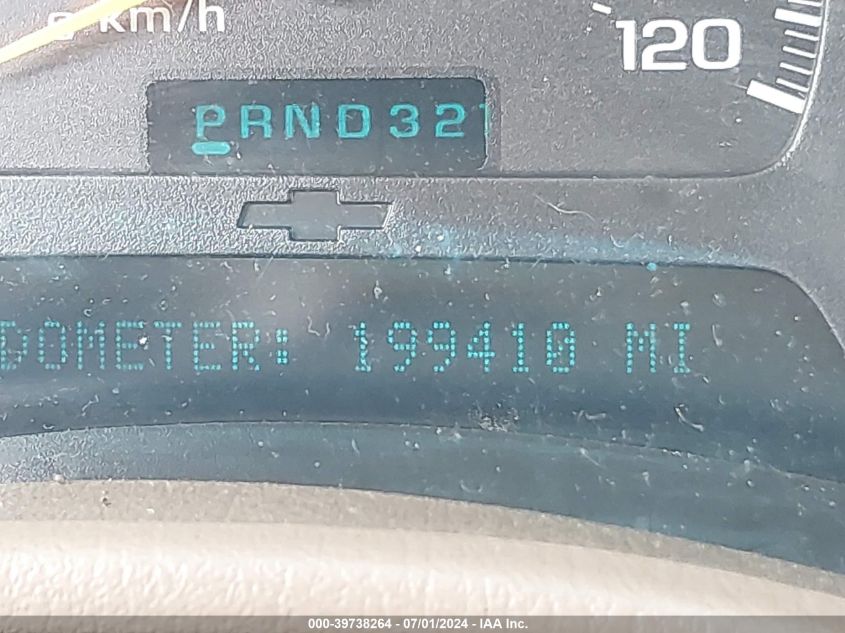 km/h
120
PRND321
DOMETER: 199410 MI
000-39738264 - 07/01/2024 - IAA Inc.